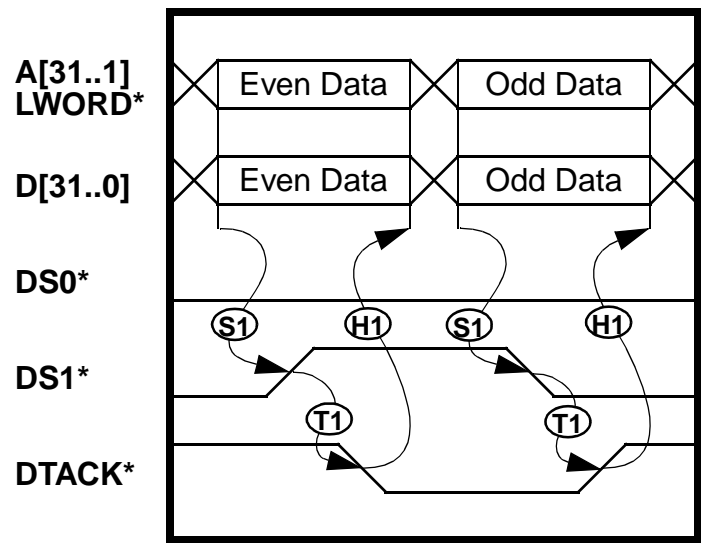 A[31..1]
LWORD*
Even Data
Odd Data
D[31..0]
Even Data
Odd Data
DS0*
S1
H1
S1
H1
DS1*
T1
T1
DTACK*